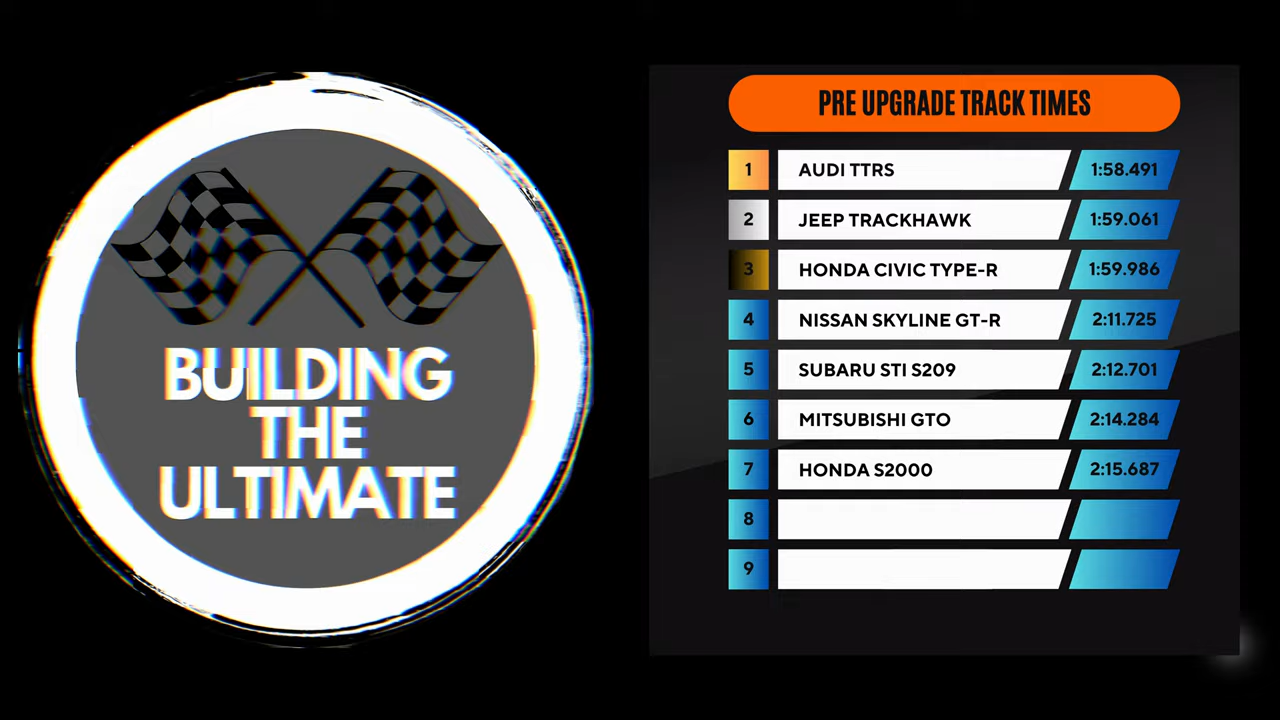 BUILDING
THE
ULTIMATE
PRE UPGRADE TRACK TIMES
1 AUDI TTRS 1:58.491
2 JEEP TRACKHAWK 1:59.061
3 HONDA CIVIC TYPE-R 1:59.986
4 NISSAN SKYLINE GT-R 2:11.725
5 SUBARU STI S209 2:12.701
6 MITSUBISHI GTO 2:14.284
7 HONDA S2000 2:15.687
8
9